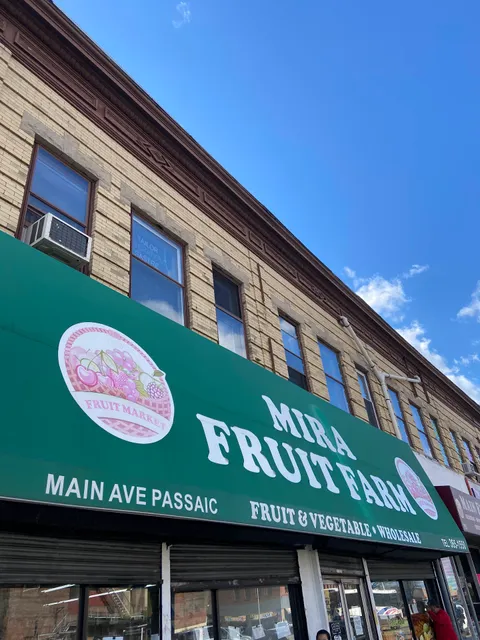 MIRA
FRUIT FARM
FRUIT MARKET
MAIN AVE PASSAIC
FRUIT & VEGETABLE • WHOLESALE